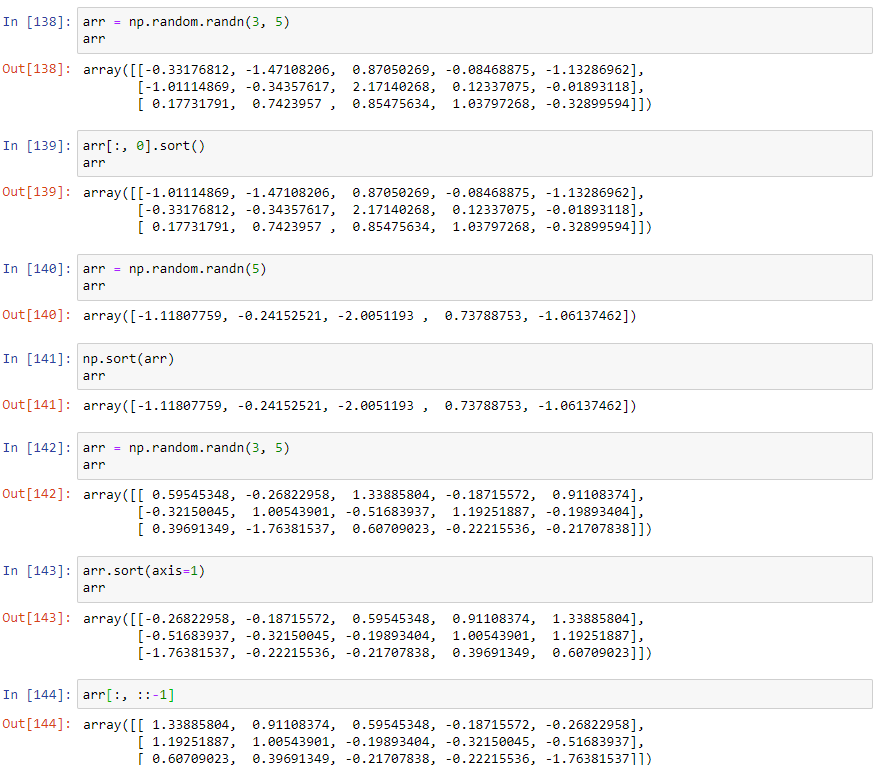 In [138]: arr = np.random.randn(3, 5)
arr
Out[138]: array([[-0.33176812, -1.47108206,  0.87050269, -0.08468875, -1.13286962],
       [-1.01114869, -0.34357617,  2.17140268,  0.12337075, -0.01893118],
       [ 0.17731791,  0.7423957 ,  0.85475634,  1.03797268, -0.32899594]])
In [139]: arr[:, 0].sort()
arr
Out[139]: array([[-1.01114869, -1.47108206,  0.87050269, -0.08468875, -1.13286962],
       [-0.33176812, -0.34357617,  2.17140268,  0.12337075, -0.01893118],
       [ 0.17731791,  0.7423957 ,  0.85475634,  1.03797268, -0.32899594]])
In [140]: arr = np.random.randn(5)
arr
Out[140]: array([-1.11807759, -0.24152521, -2.0051193 ,  0.73788753, -1.06137462])
In [141]: np.sort(arr)
arr
Out[141]: array([-1.11807759, -0.24152521, -2.0051193 ,  0.73788753, -1.06137462])
In [142]: arr = np.random.randn(3, 5)
arr
Out[142]: array([[ 0.59545348, -0.26822958,  1.33885804, -0.18715572,  0.91108374],
       [-0.32150045,  1.00543901, -0.51683937,  1.19251887, -0.19893404],
       [ 0.39691349, -1.76381537,  0.60709023, -0.22215536, -0.21707838]])
In [143]: arr.sort(axis=1)
arr
Out[143]: array([[-0.26822958, -0.18715572,  0.59545348,  0.91108374,  1.33885804],
       [-0.51683937, -0.32150045, -0.19893404,  1.00543901,  1.19251887],
       [-1.76381537, -0.22215536, -0.21707838,  0.39691349,  0.60709023]])
In [144]: arr[:, ::-1]
Out[144]: array([[ 1.33885804,  0.91108374,  0.59545348, -0.18715572, -0.26822958],
       [ 1.19251887,  1.00543901, -0.19893404, -0.32150045, -0.51683937],
       [ 0.60709023,  0.39691349, -0.21707838, -0.22215536, -1.76381537]])